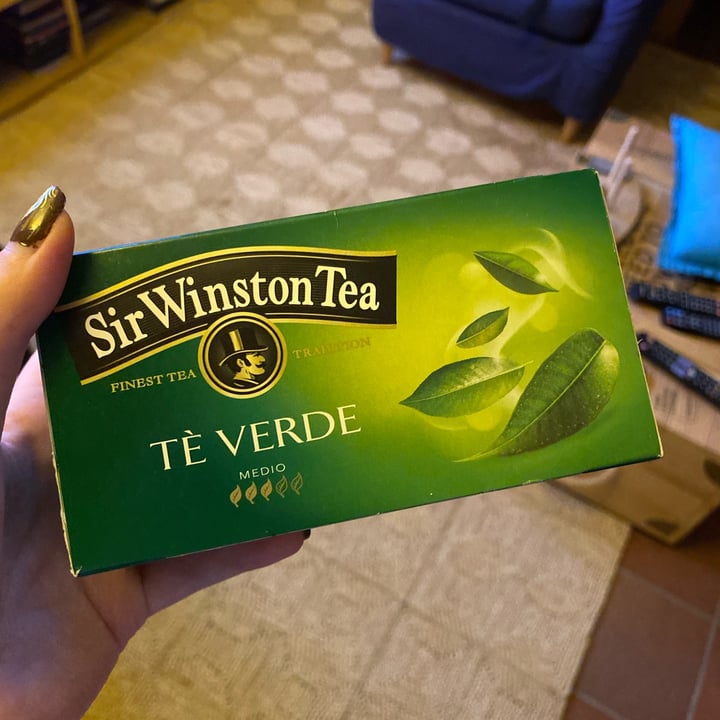 Sir Winston Tea
FINEST TEA TRADITION
TÈ VERDE
MEDIO